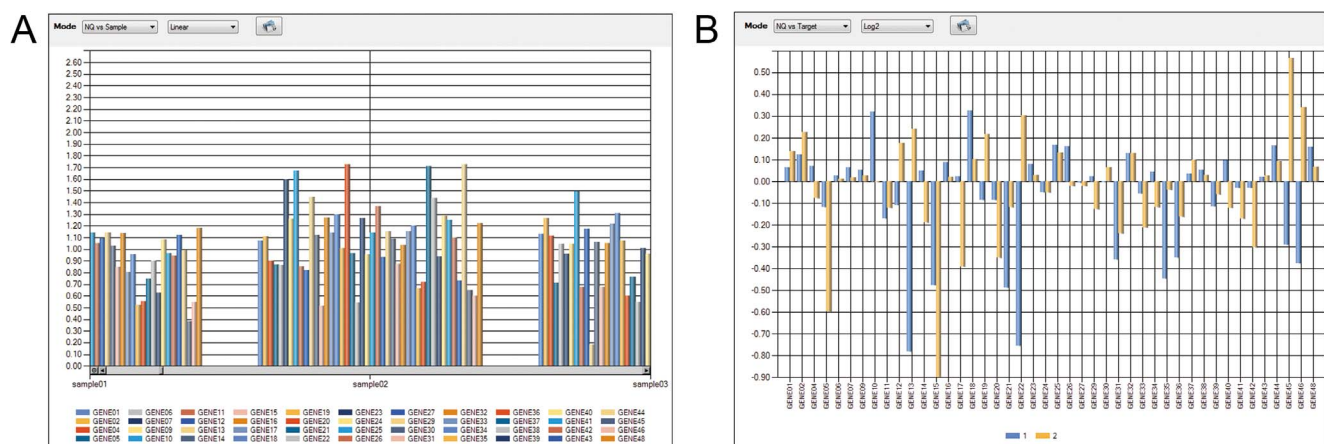 A
Mode NQ vs Sample Linear
2.60
2.50
2.40
2.30
2.20
2.10
2.00
1.90
1.80
1.70
1.60
1.50
1.40
1.30
1.20
1.10
1.00
0.90
0.80
0.70
0.60
0.50
0.40
0.30
0.20
0.10
0.00
sample01 sample02 sample03
GENE01 GENE06 GENE11 GENE15 GENE19 GENE23 GENE27 GENE32 GENE36 GENE40 GENE44
GENE02 GENE07 GENE12 GENE16 GENE20 GENE24 GENE29 GENE33 GENE37 GENE41 GENE45
GENE04 GENE09 GENE13 GENE17 GENE21 GENE25 GENE30 GENE34 GENE38 GENE42 GENE46
GENE05 GENE10 GENE14 GENE18 GENE22 GENE26 GENE31 GENE35 GENE39 GENE43 GENE48
B
Mode NQ vs Target Log2
0.50
0.40
0.30
0.20
0.10
0.00
-0.10
-0.20
-0.30
-0.40
-0.50
-0.60
-0.70
-0.80
-0.90
GENE01
GENE02
GENE04
GENE05
GENE06
GENE07
GENE09
GENE10
GENE11
GENE12
GENE13
GENE14
GENE15
GENE16
GENE17
GENE18
GENE19
GENE20
GENE21
GENE22
GENE23
GENE24
GENE25
GENE26
GENE27
GENE29
GENE30
GENE31
GENE32
GENE33
GENE34
GENE35
GENE36
GENE37
GENE38
GENE39
GENE40
GENE41
GENE42
GENE43
GENE44
GENE45
GENE46
GENE48
1 2